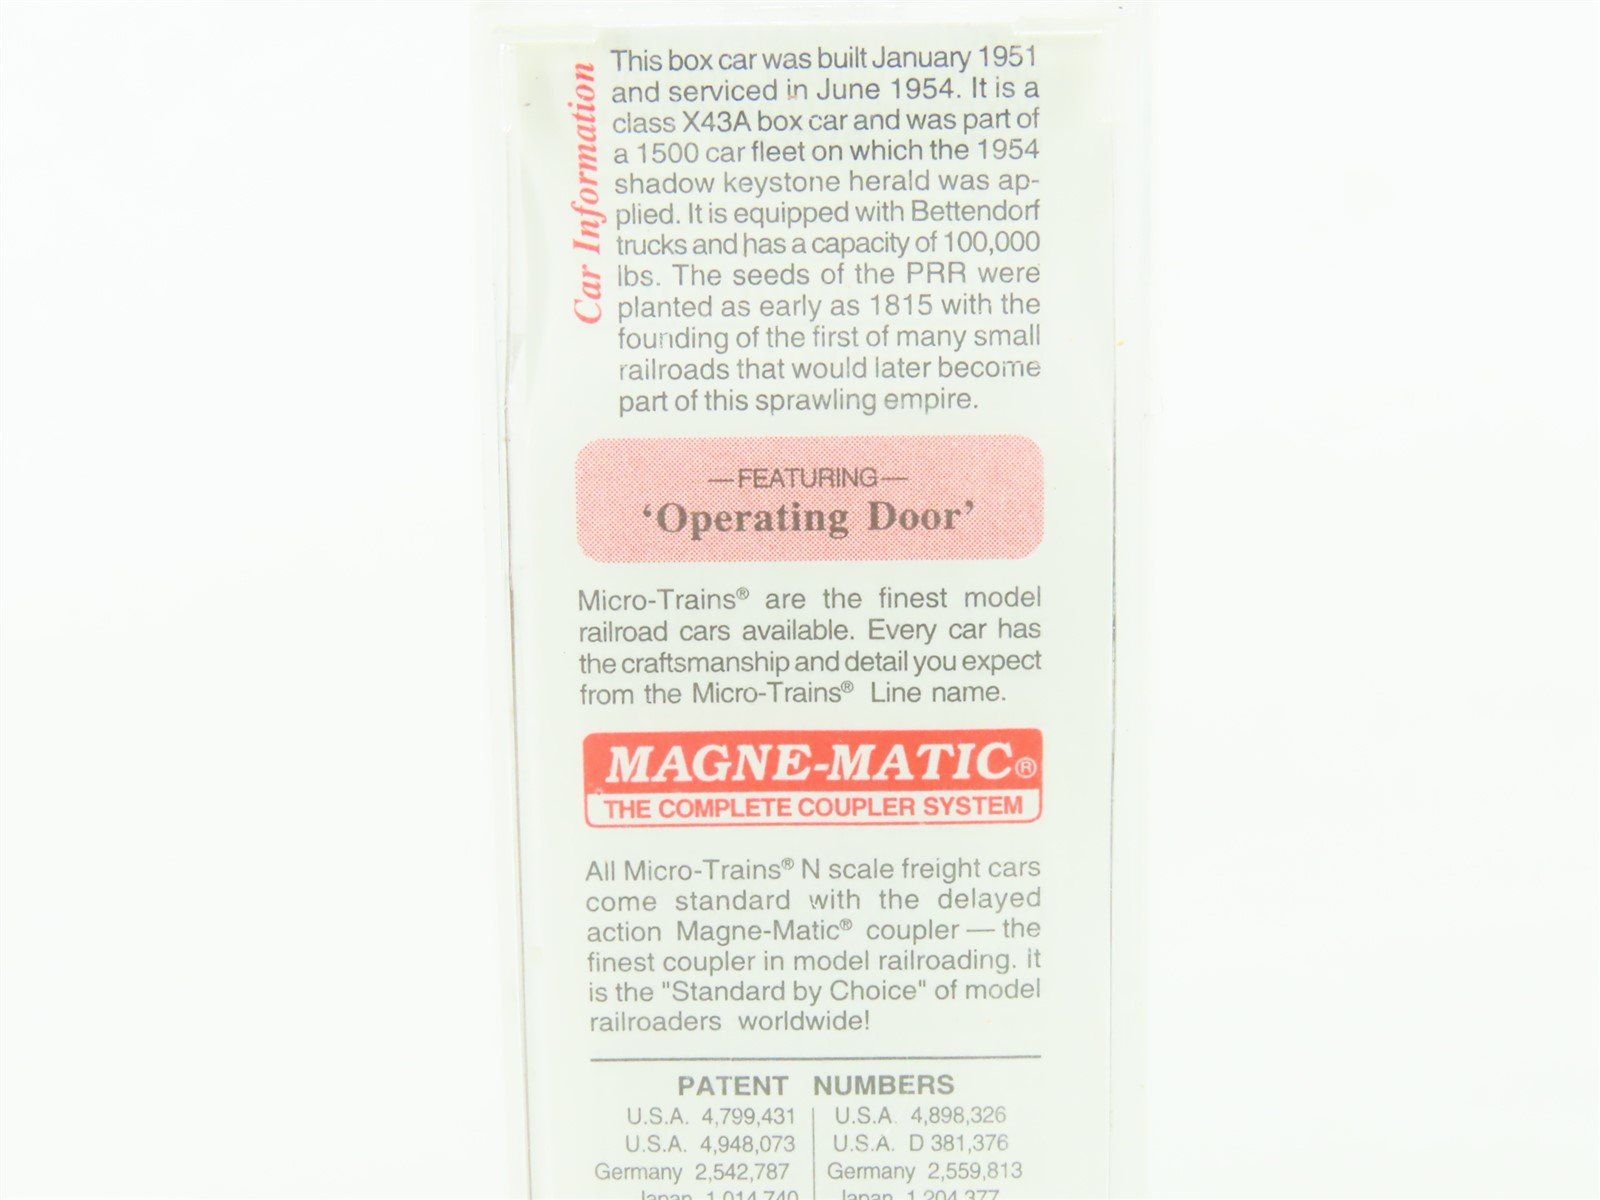 Car Information
This box car was built January 1951
and serviced in June 1954. It is a
class X43A box car and was part of
a 1500 car fleet on which the 1954
shadow keystone herald was ap-
plied. It is equipped with Bettendorf
trucks and has a capacity of 100,000
lbs. The seeds of the PRR were
planted as early as 1815 with the
founding of the first of many small
railroads that would later become
part of this sprawling empire.
—FEATURING—
‘Operating Door’
Micro-Trains® are the finest model
railroad cars available. Every car has
the craftsmanship and detail you expect
from the Micro-Trains® Line name.
MAGNE-MATIC®
THE COMPLETE COUPLER SYSTEM
All Micro-Trains® N scale freight cars
come standard with the delayed
action Magne-Matic® coupler — the
finest coupler in model railroading. It
is the "Standard by Choice" of model
railroaders worldwide!
PATENT NUMBERS
U.S.A. 4,799,431 U.S.A. 4,898,326
U.S.A. 4,948,073 U.S.A. D 381,376
Germany 2,542,787 Germany 2,559,813
Japan 1,014,740 Japan 1,204,377